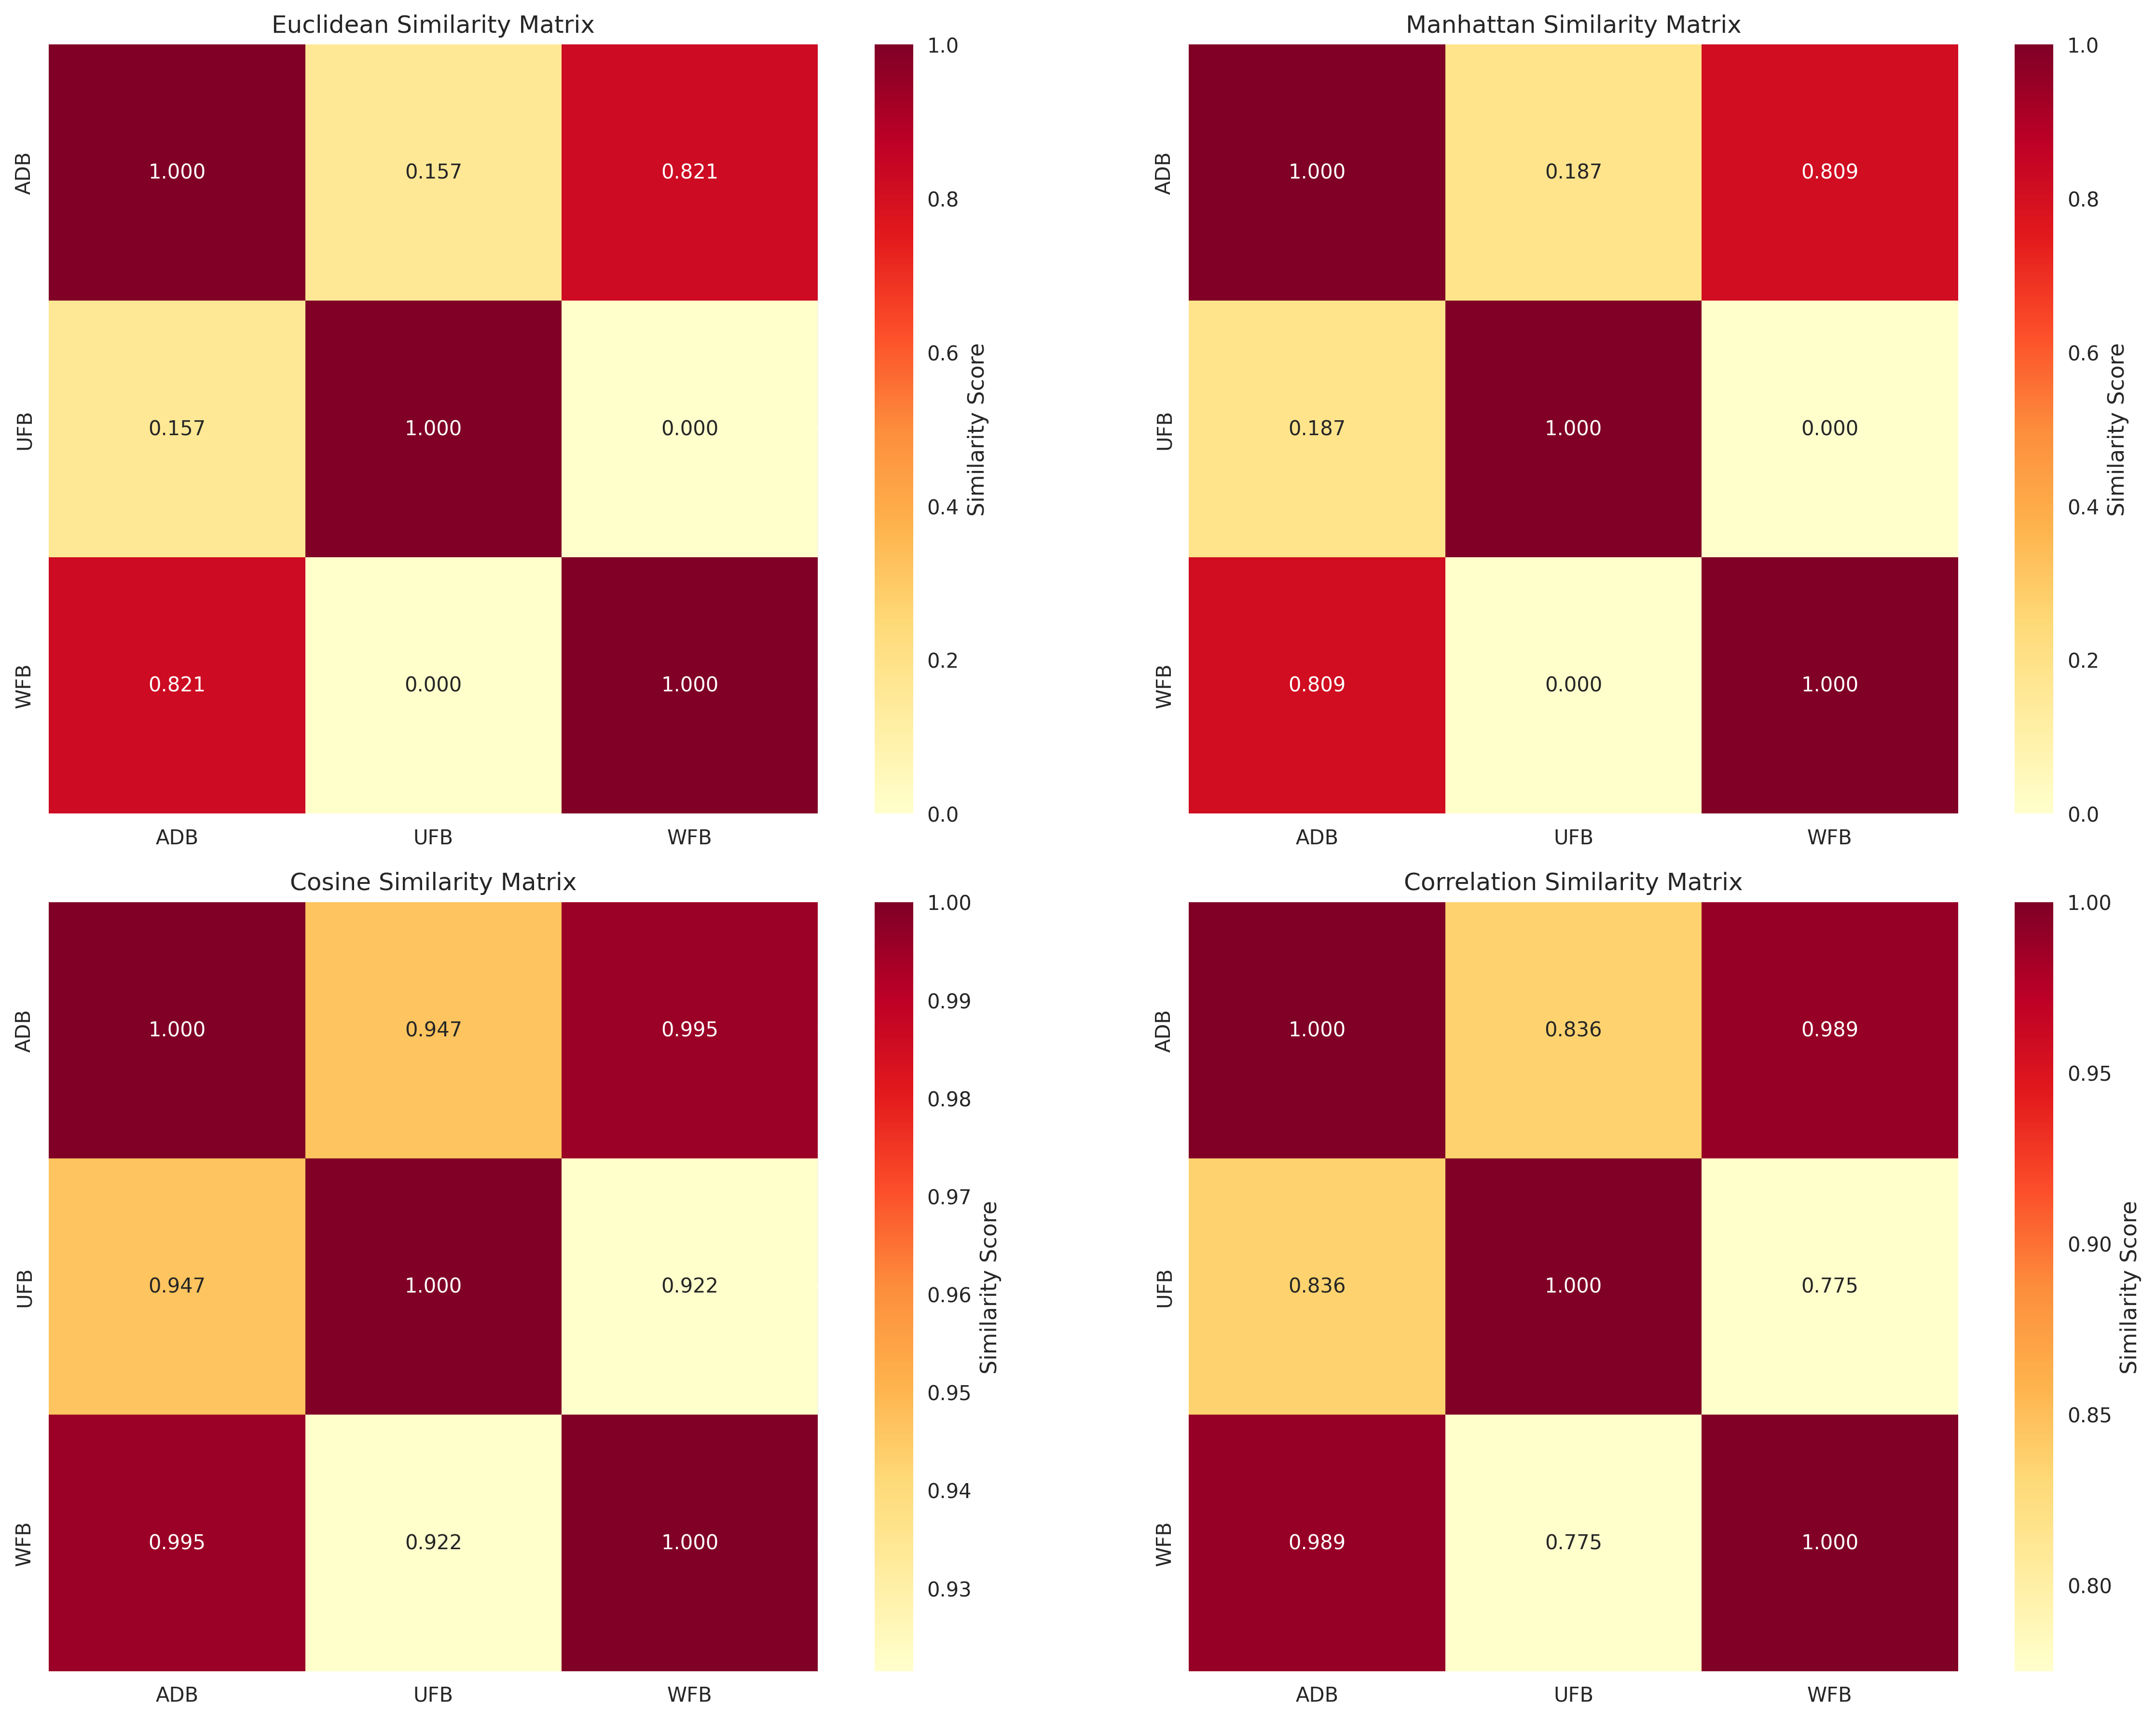 Euclidean Similarity Matrix
ADB 1.000 0.157 0.821
UFB 0.157 1.000 0.000
WFB 0.821 0.000 1.000
ADB UFB WFB
1.0
0.8
0.6
0.4
0.2
0.0
Similarity Score
Manhattan Similarity Matrix
ADB 1.000 0.187 0.809
UFB 0.187 1.000 0.000
WFB 0.809 0.000 1.000
ADB UFB WFB
1.0
0.8
0.6
0.4
0.2
0.0
Similarity Score
Cosine Similarity Matrix
ADB 1.000 0.947 0.995
UFB 0.947 1.000 0.922
WFB 0.995 0.922 1.000
ADB UFB WFB
1.00
0.99
0.98
0.97
0.96
0.95
0.94
0.93
Similarity Score
Correlation Similarity Matrix
ADB 1.000 0.836 0.989
UFB 0.836 1.000 0.775
WFB 0.989 0.775 1.000
ADB UFB WFB
1.00
0.95
0.90
0.85
0.80
Similarity Score